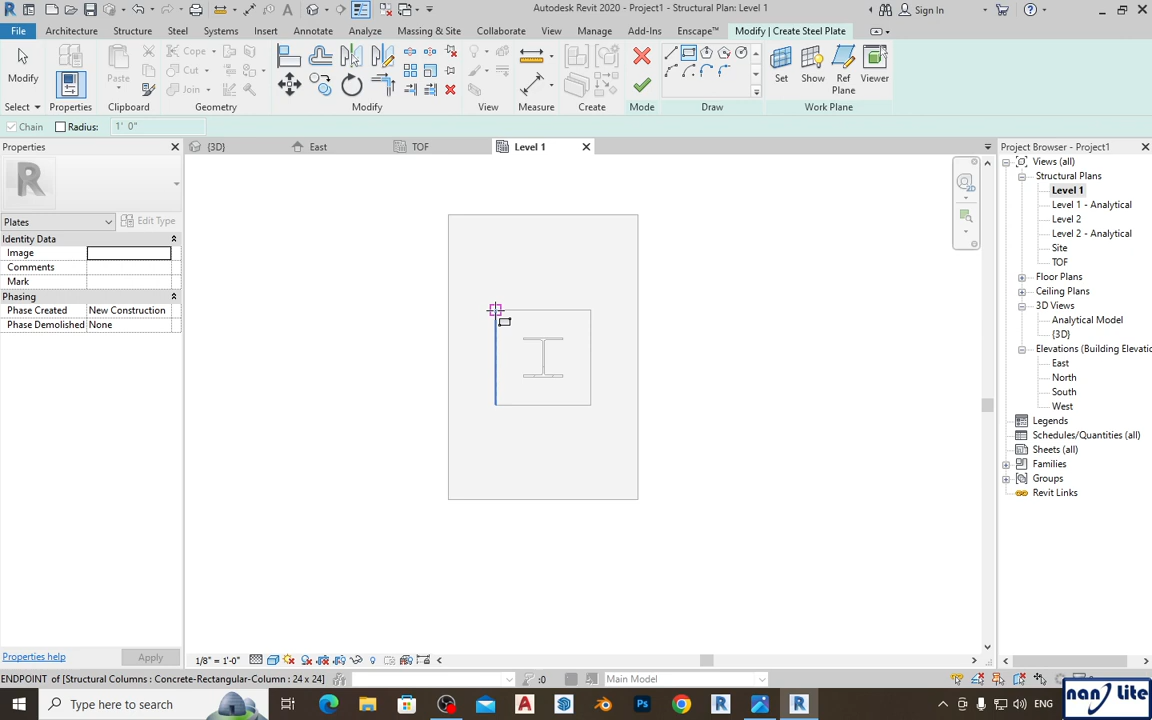 Autodesk Revit 2020 - Project1 - Structural Plan: Level 1
Sign In
File
Architecture
Structure
Steel
Systems
Insert
Annotate
Analyze
Massing & Site
Collaborate
View
Manage
Add-Ins
Enscape™
Modify | Create Steel Plate
Modify
Properties
Paste
Cope
Cut
Join
Set
Show
Ref
Plane
Viewer
Select
Properties
Clipboard
Geometry
Modify
View
Measure
Create
Mode
Draw
Work Plane
Chain
Radius:
1' 0"
Properties
{3D}
East
TOF
Level 1
Project Browser - Project1
R
Plates
Edit Type
Identity Data
Image
Comments
Mark
Phasing
Phase Created
New Construction
Phase Demolished
None
Views (all)
Structural Plans
Level 1
Level 1 - Analytical
Level 2
Level 2 - Analytical
Site
TOF
Floor Plans
Ceiling Plans
3D Views
Analytical Model
{3D}
Elevations (Building Elevatio
East
North
South
West
Legends
Schedules/Quantities (all)
Sheets (all)
Families
Groups
Revit Links
2D
Properties help
Apply
1/8" = 1'-0"
ENDPOINT of [Structural Columns : Concrete-Rectangular-Column : 24 x 24]
:0
Main Model
Type here to search
ENG
nanJlite